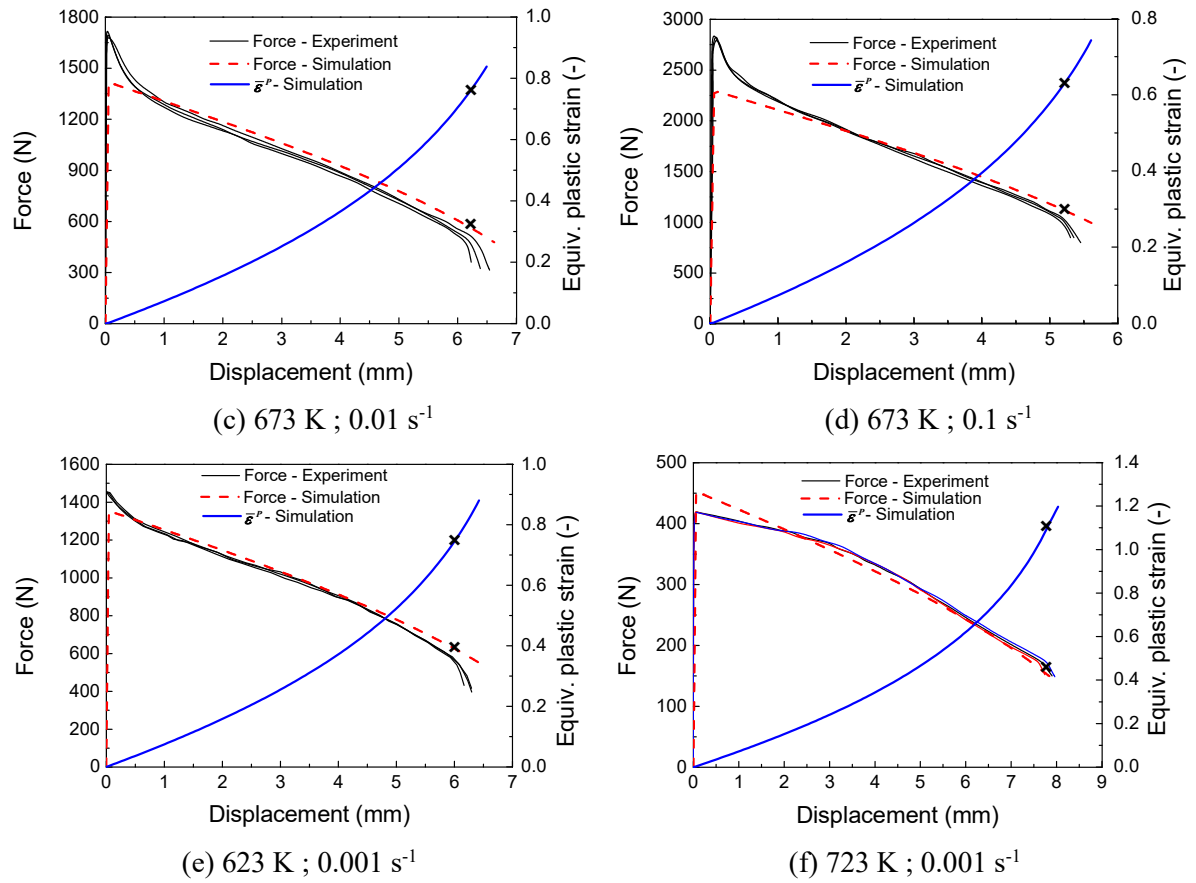 1800
1500
1200
900
600
300
0
Force (N)
1.0
0.8
0.6
0.4
0.2
0.0
Equiv. plastic strain (-)
Force - Experiment
Force - Simulation
ε̄ᵖ - Simulation
0 1 2 3 4 5 6 7
Displacement (mm)
(c) 673 K ; 0.01 s⁻¹
3000
2500
2000
1500
1000
500
0
Force (N)
0.8
0.6
0.4
0.2
0.0
Equiv. plastic strain (-)
Force - Experiment
Force - Simulation
ε̄ᵖ - Simulation
0 1 2 3 4 5 6
Displacement (mm)
(d) 673 K ; 0.1 s⁻¹
1600
1400
1200
1000
800
600
400
200
0
Force (N)
1.0
0.8
0.6
0.4
0.2
0.0
Equiv. plastic strain (-)
Force - Experiment
Force - Simulation
ε̄ᵖ - Simulation
0 1 2 3 4 5 6 7
Displacement (mm)
(e) 623 K ; 0.001 s⁻¹
500
400
300
200
100
0
Force (N)
1.4
1.2
1.0
0.8
0.6
0.4
0.2
0.0
Equiv. plastic strain (-)
Force - Experiment
Force - Simulation
ε̄ᵖ - Simulation
0 1 2 3 4 5 6 7 8 9
Displacement (mm)
(f) 723 K ; 0.001 s⁻¹